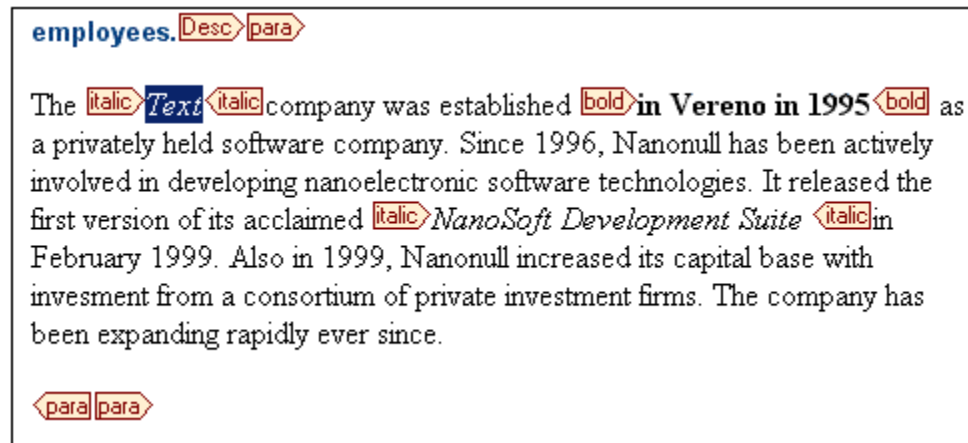 employees. Desc para
The italic Text italic company was established bold in Vereno in 1995 bold as
a privately held software company. Since 1996, Nanonull has been actively
involved in developing nanoelectronic software technologies. It released the
first version of its acclaimed italic NanoSoft Development Suite italic in
February 1999. Also in 1999, Nanonull increased its capital base with
invesment from a consortium of private investment firms. The company has
been expanding rapidly ever since.
para para